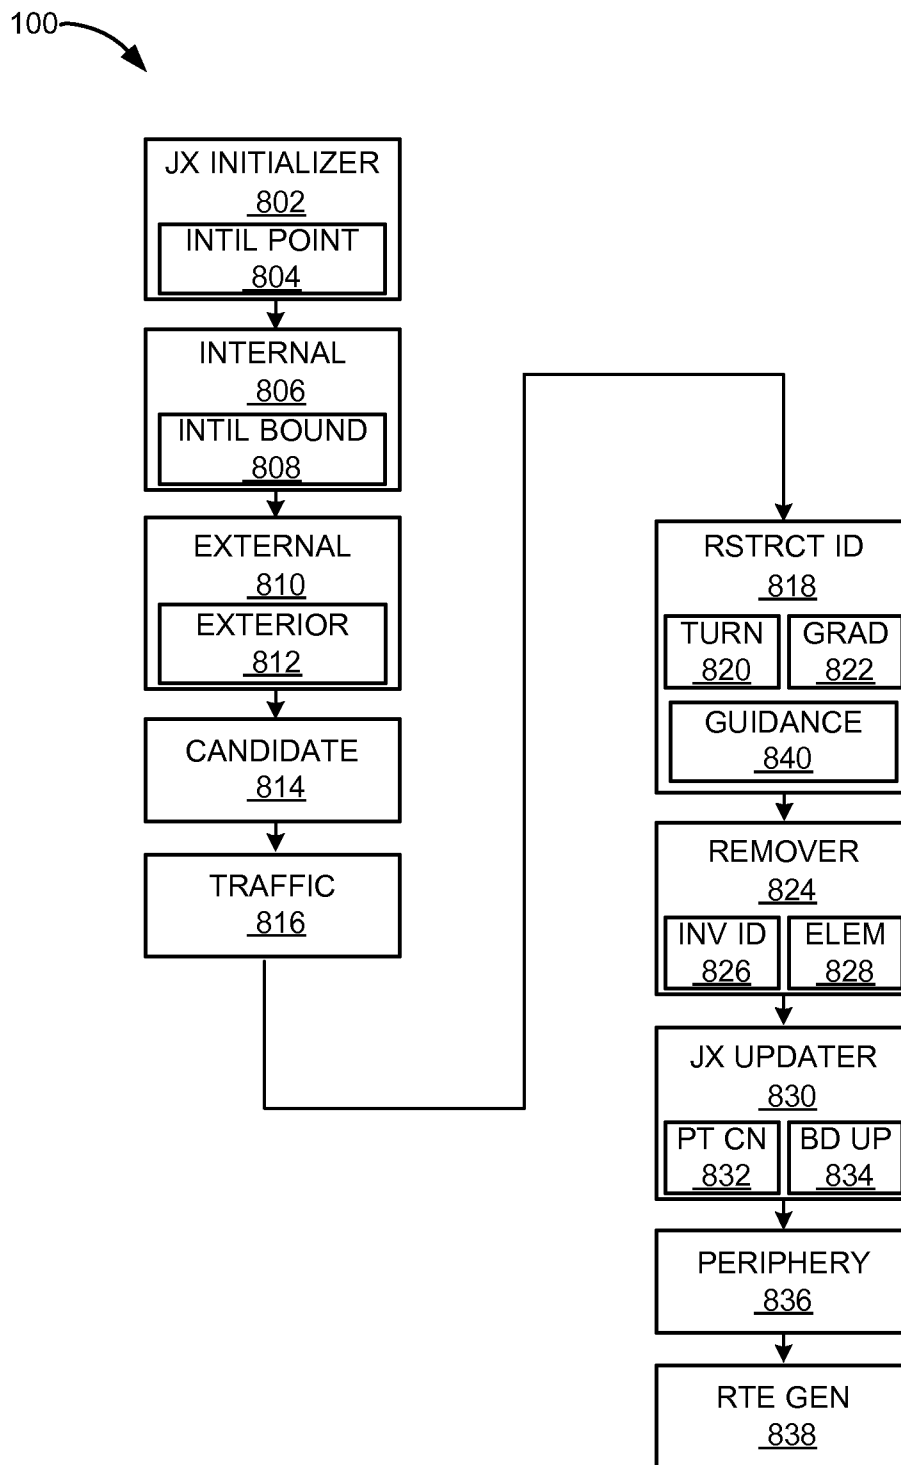 100
JX INITIALIZER
802
INTIL POINT
804
INTERNAL
806
INTIL BOUND
808
EXTERNAL
810
EXTERIOR
812
CANDIDATE
814
TRAFFIC
816
RSTRCT ID
818
TURN
820
GRAD
822
GUIDANCE
840
REMOVER
824
INV ID
826
ELEM
828
JX UPDATER
830
PT CN
832
BD UP
834
PERIPHERY
836
RTE GEN
838